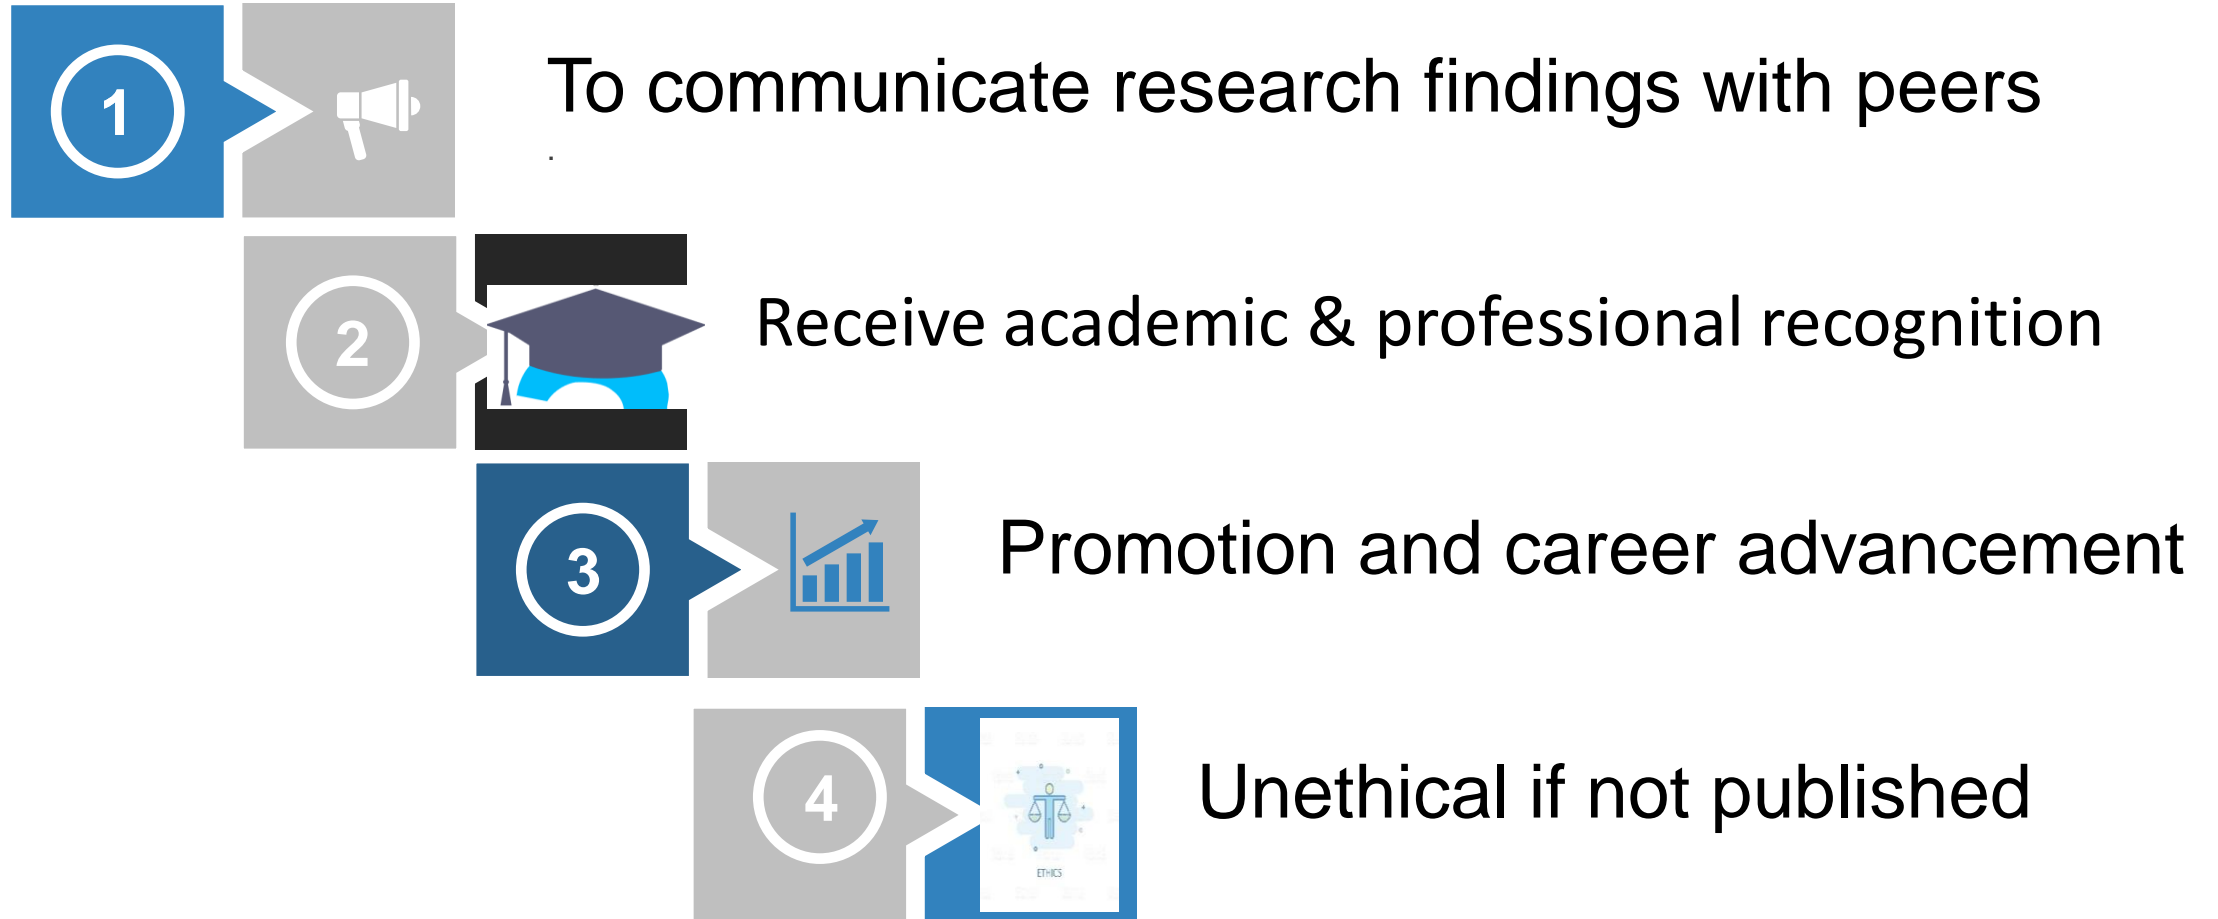 1
To communicate research findings with peers
.
2
Receive academic & professional recognition
3
Promotion and career advancement
4
Unethical if not published
ETHICS